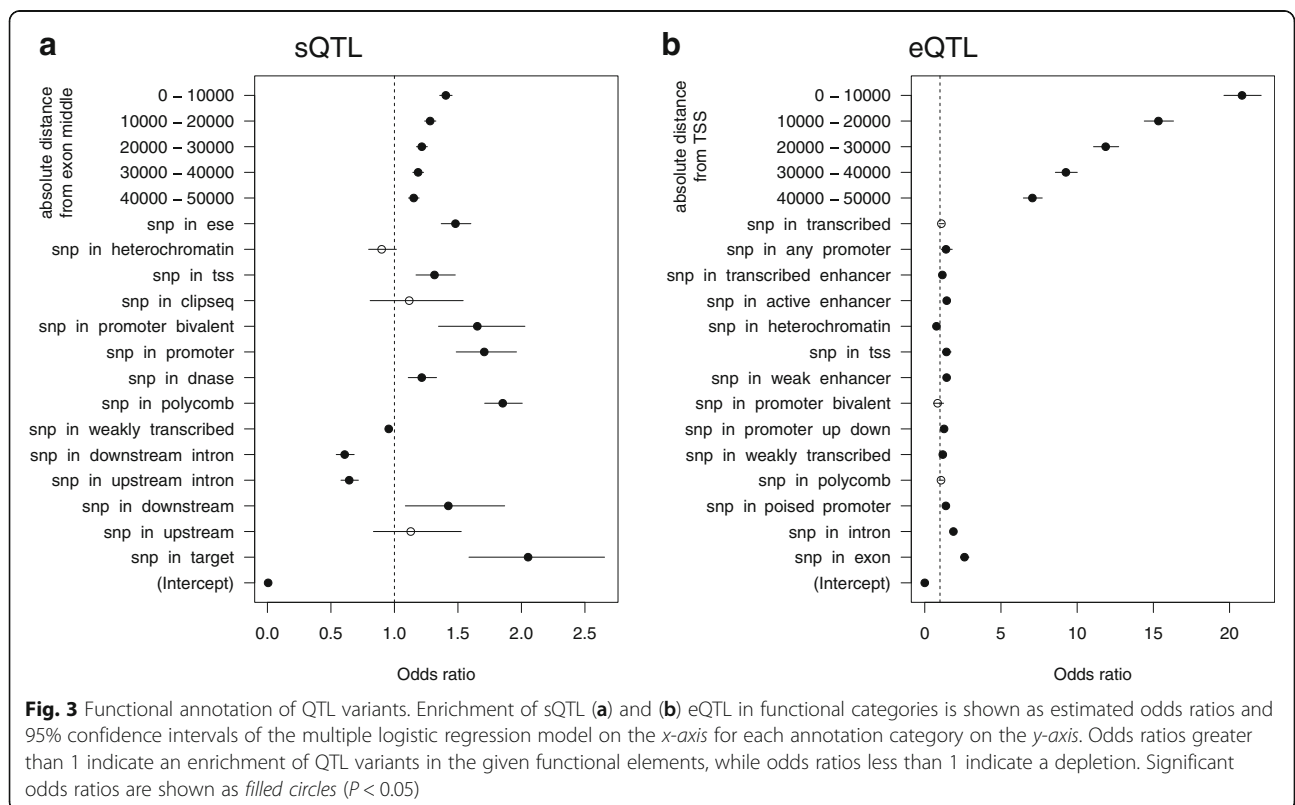 a
sQTL
absolute distance
from exon middle
0 – 10000
10000 – 20000
20000 – 30000
30000 – 40000
40000 – 50000
snp in ese
snp in heterochromatin
snp in tss
snp in clipseq
snp in promoter bivalent
snp in promoter
snp in dnase
snp in polycomb
snp in weakly transcribed
snp in downstream intron
snp in upstream intron
snp in downstream
snp in upstream
snp in target
(Intercept)
0.0 0.5 1.0 1.5 2.0 2.5
Odds ratio
b
eQTL
absolute distance
from TSS
0 – 10000
10000 – 20000
20000 – 30000
30000 – 40000
40000 – 50000
snp in transcribed
snp in any promoter
snp in transcribed enhancer
snp in active enhancer
snp in heterochromatin
snp in tss
snp in weak enhancer
snp in promoter bivalent
snp in promoter up down
snp in weakly transcribed
snp in polycomb
snp in poised promoter
snp in intron
snp in exon
(Intercept)
0 5 10 15 20
Odds ratio
Fig. 3 Functional annotation of QTL variants. Enrichment of sQTL (a) and (b) eQTL in functional categories is shown as estimated odds ratios and
95% confidence intervals of the multiple logistic regression model on the x-axis for each annotation category on the y-axis. Odds ratios greater
than 1 indicate an enrichment of QTL variants in the given functional elements, while odds ratios less than 1 indicate a depletion. Significant
odds ratios are shown as filled circles (P < 0.05)